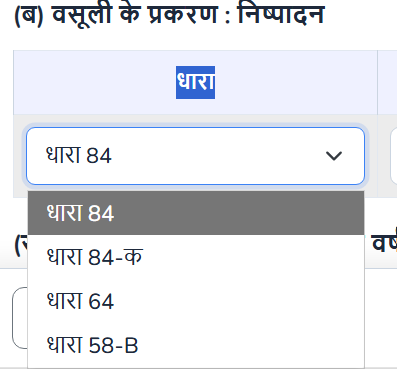 (ब) वसूली के प्रकरण : निष्पादन
धारा
धारा 84
धारा 84
धारा 84-क
धारा 64
धारा 58-B